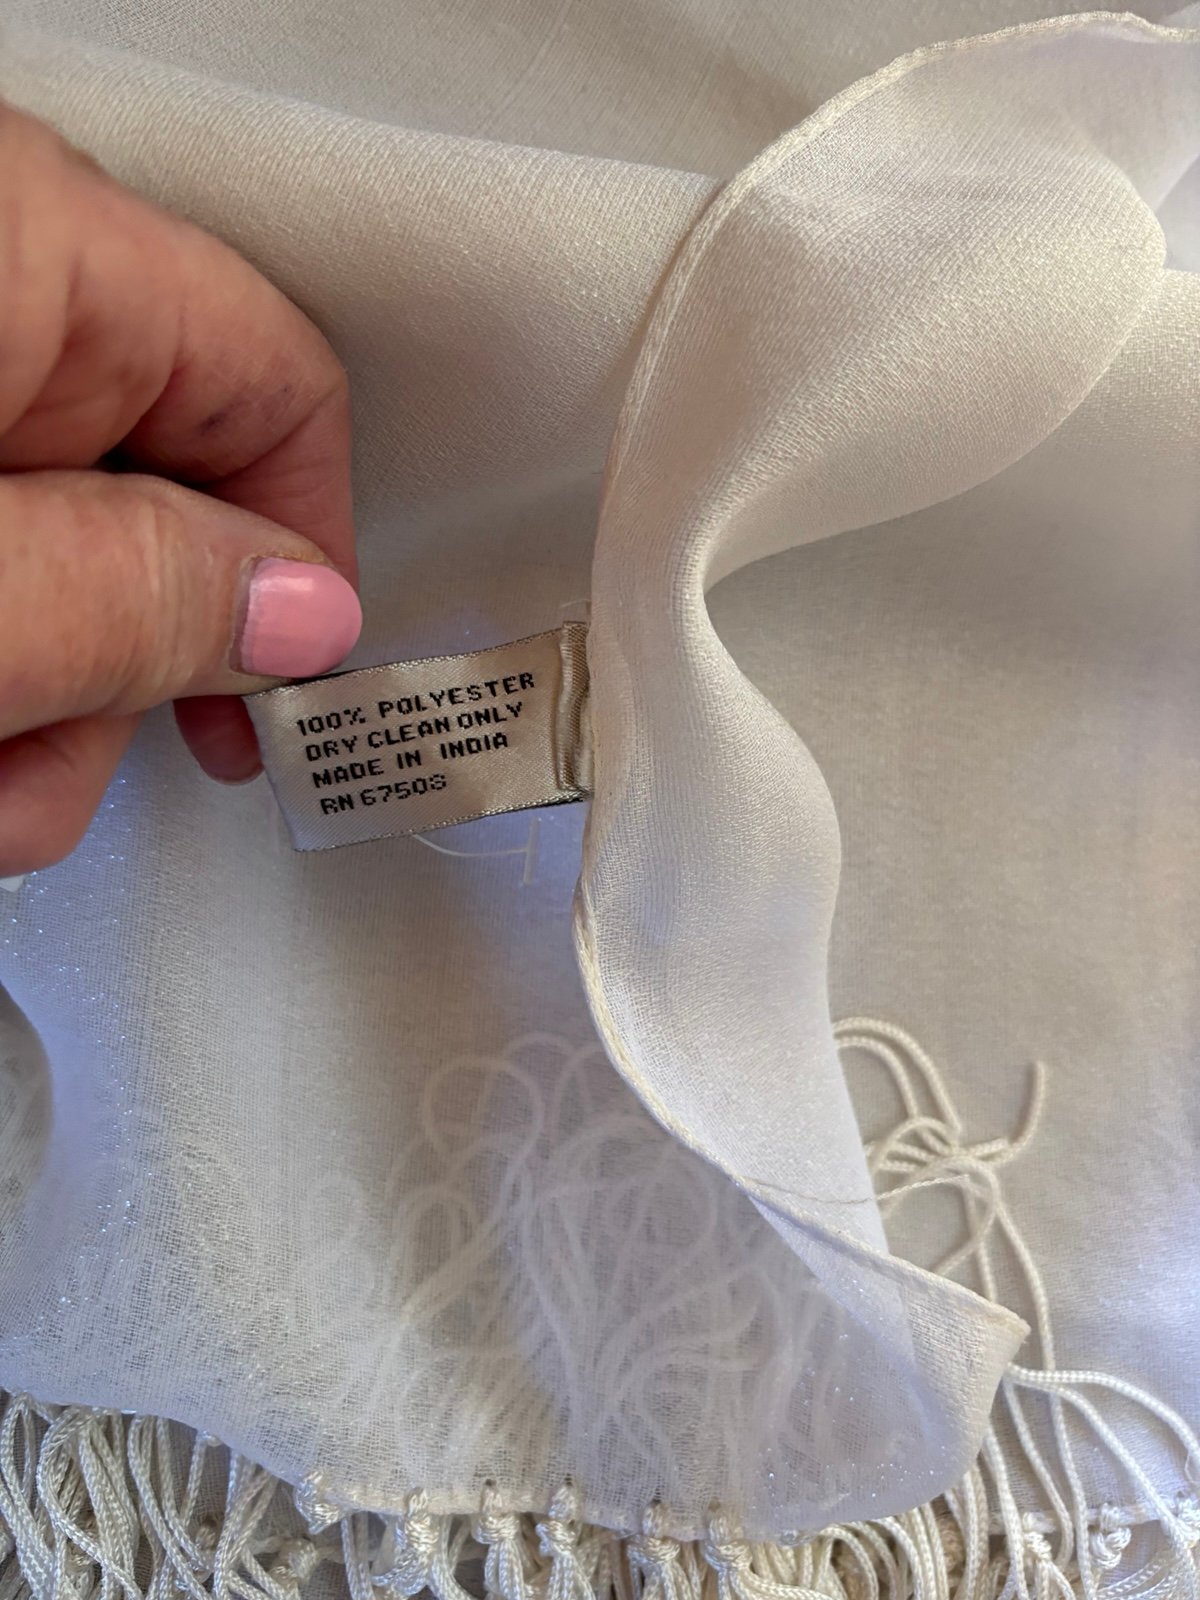 100% POLYESTER
DRY CLEAN ONLY
MADE IN INDIA
RN 67508